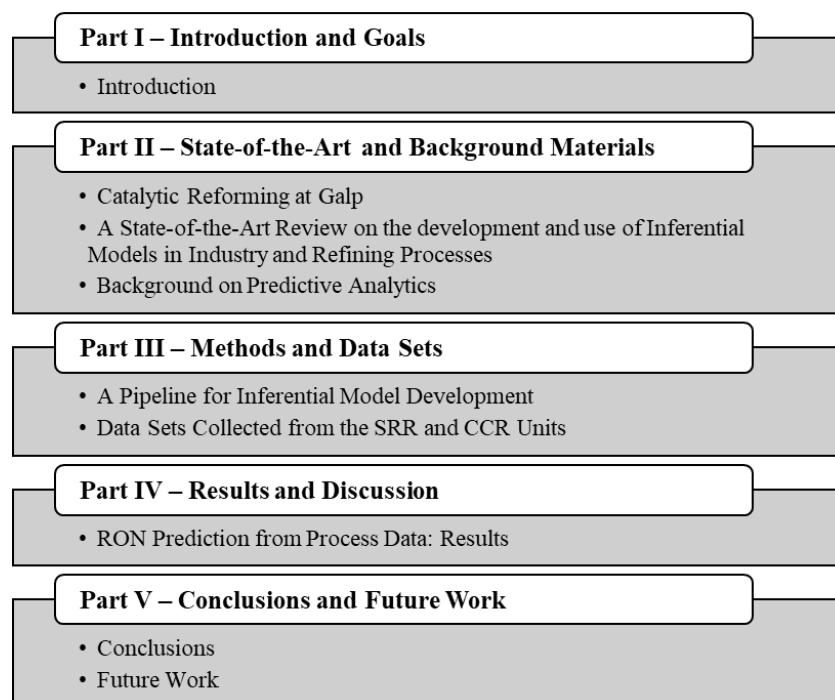 Part I – Introduction and Goals
• Introduction
Part II – State-of-the-Art and Background Materials
• Catalytic Reforming at Galp
• A State-of-the-Art Review on the development and use of Inferential
Models in Industry and Refining Processes
• Background on Predictive Analytics
Part III – Methods and Data Sets
• A Pipeline for Inferential Model Development
• Data Sets Collected from the SRR and CCR Units
Part IV – Results and Discussion
• RON Prediction from Process Data: Results
Part V – Conclusions and Future Work
• Conclusions
• Future Work